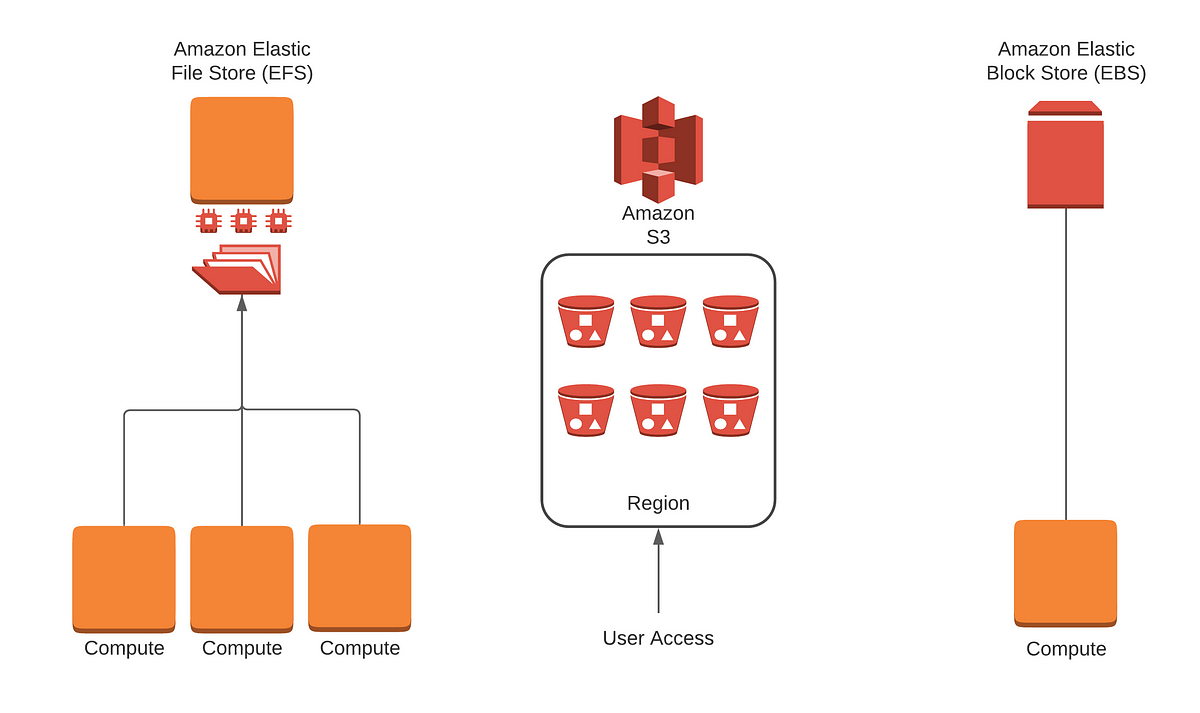 Amazon Elastic
File Store (EFS)
Compute
Compute
Compute
Amazon
S3
Region
User Access
Amazon Elastic
Block Store (EBS)
Compute